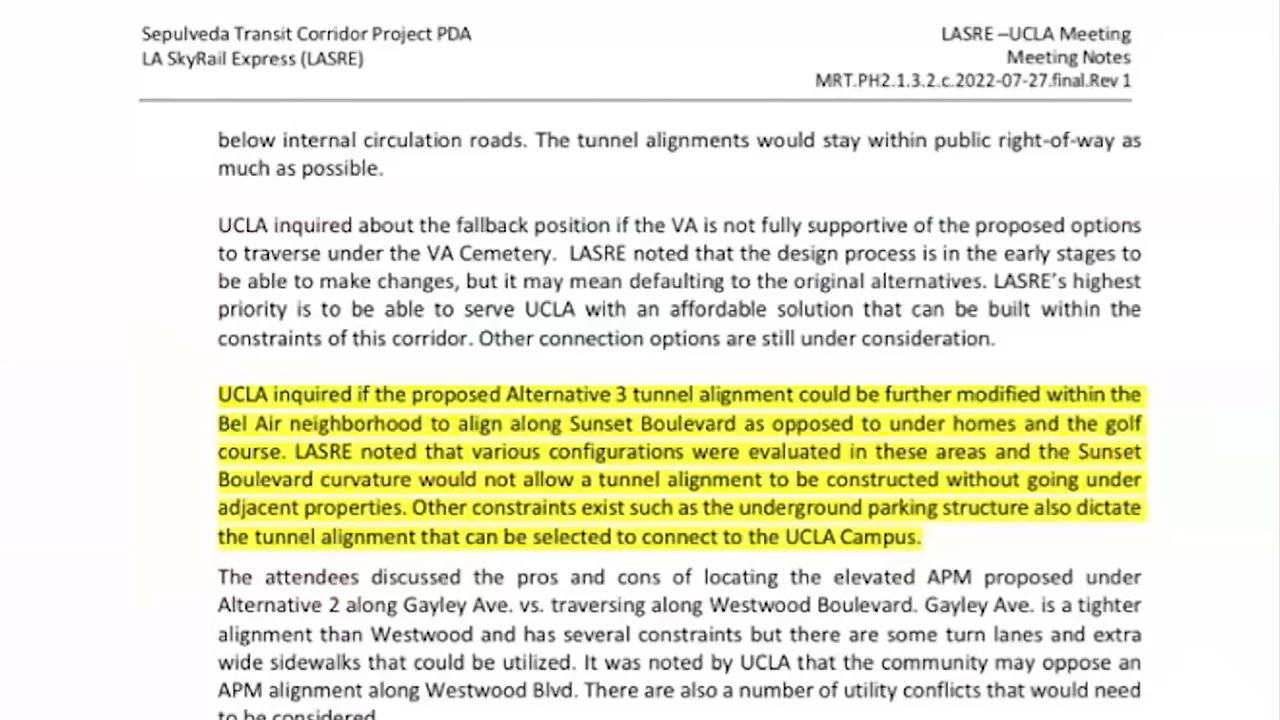 Sepulveda Transit Corridor Project PDA
LA SkyRail Express (LASRE)
LASRE –UCLA Meeting
Meeting Notes
MRT.PH2.1.3.2.c.2022-07-27.final.Rev 1
below internal circulation roads. The tunnel alignments would stay within public right-of-way as
much as possible.
UCLA inquired about the fallback position if the VA is not fully supportive of the proposed options
to traverse under the VA Cemetery. LASRE noted that the design process is in the early stages to
be able to make changes, but it may mean defaulting to the original alternatives. LASRE's highest
priority is to be able to serve UCLA with an affordable solution that can be built within the
constraints of this corridor. Other connection options are still under consideration.
UCLA inquired if the proposed Alternative 3 tunnel alignment could be further modified within the
Bel Air neighborhood to align along Sunset Boulevard as opposed to under homes and the golf
course. LASRE noted that various configurations were evaluated in these areas and the Sunset
Boulevard curvature would not allow a tunnel alignment to be constructed without going under
adjacent properties. Other constraints exist such as the underground parking structure also dictate
the tunnel alignment that can be selected to connect to the UCLA Campus.
The attendees discussed the pros and cons of locating the elevated APM proposed under
Alternative 2 along Gayley Ave. vs. traversing along Westwood Boulevard. Gayley Ave. is a tighter
alignment than Westwood and has several constraints but there are some turn lanes and extra
wide sidewalks that could be utilized. It was noted by UCLA that the community may oppose an
APM alignment along Westwood Blvd. There are also a number of utility conflicts that would need
to be considered.